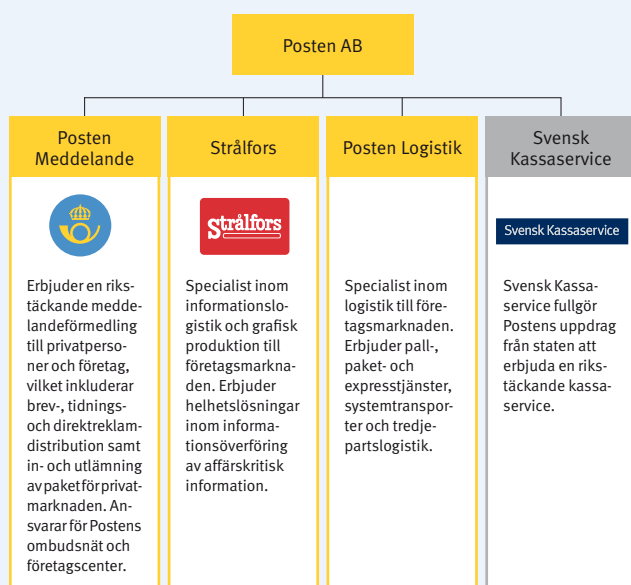 Posten AB
Posten
Meddelande
Erbjuder en riks-
täckande medde-
landeförmedling
till privatperso-
ner och företag,
vilket inkluderar
brev-, tidnings-
och direktreklam-
distribution samt
in- och utlämning
av paket för privat-
marknaden. An-
svarar för Postens
ombudsnät och
företagscenter.
Strålfors
Strålfors
Specialist inom
informationslo-
gistik och grafisk
produktion till
företagsmarkna-
den. Erbjuder
helhetslösningar
inom informa-
tionsöverföring
av affärskritisk
information.
Posten Logistik
Specialist inom
logistik till före-
tagsmarknaden.
Erbjuder pall-,
paket- och
expresstjänster,
systemtranspor-
ter och tredje-
partslogistik.
Svensk
Kassaservice
Svensk Kassaservice
Svensk Kassa-
service fullgör
Postens uppdrag
från staten att
erbjuda en riks-
täckande kassa-
service.